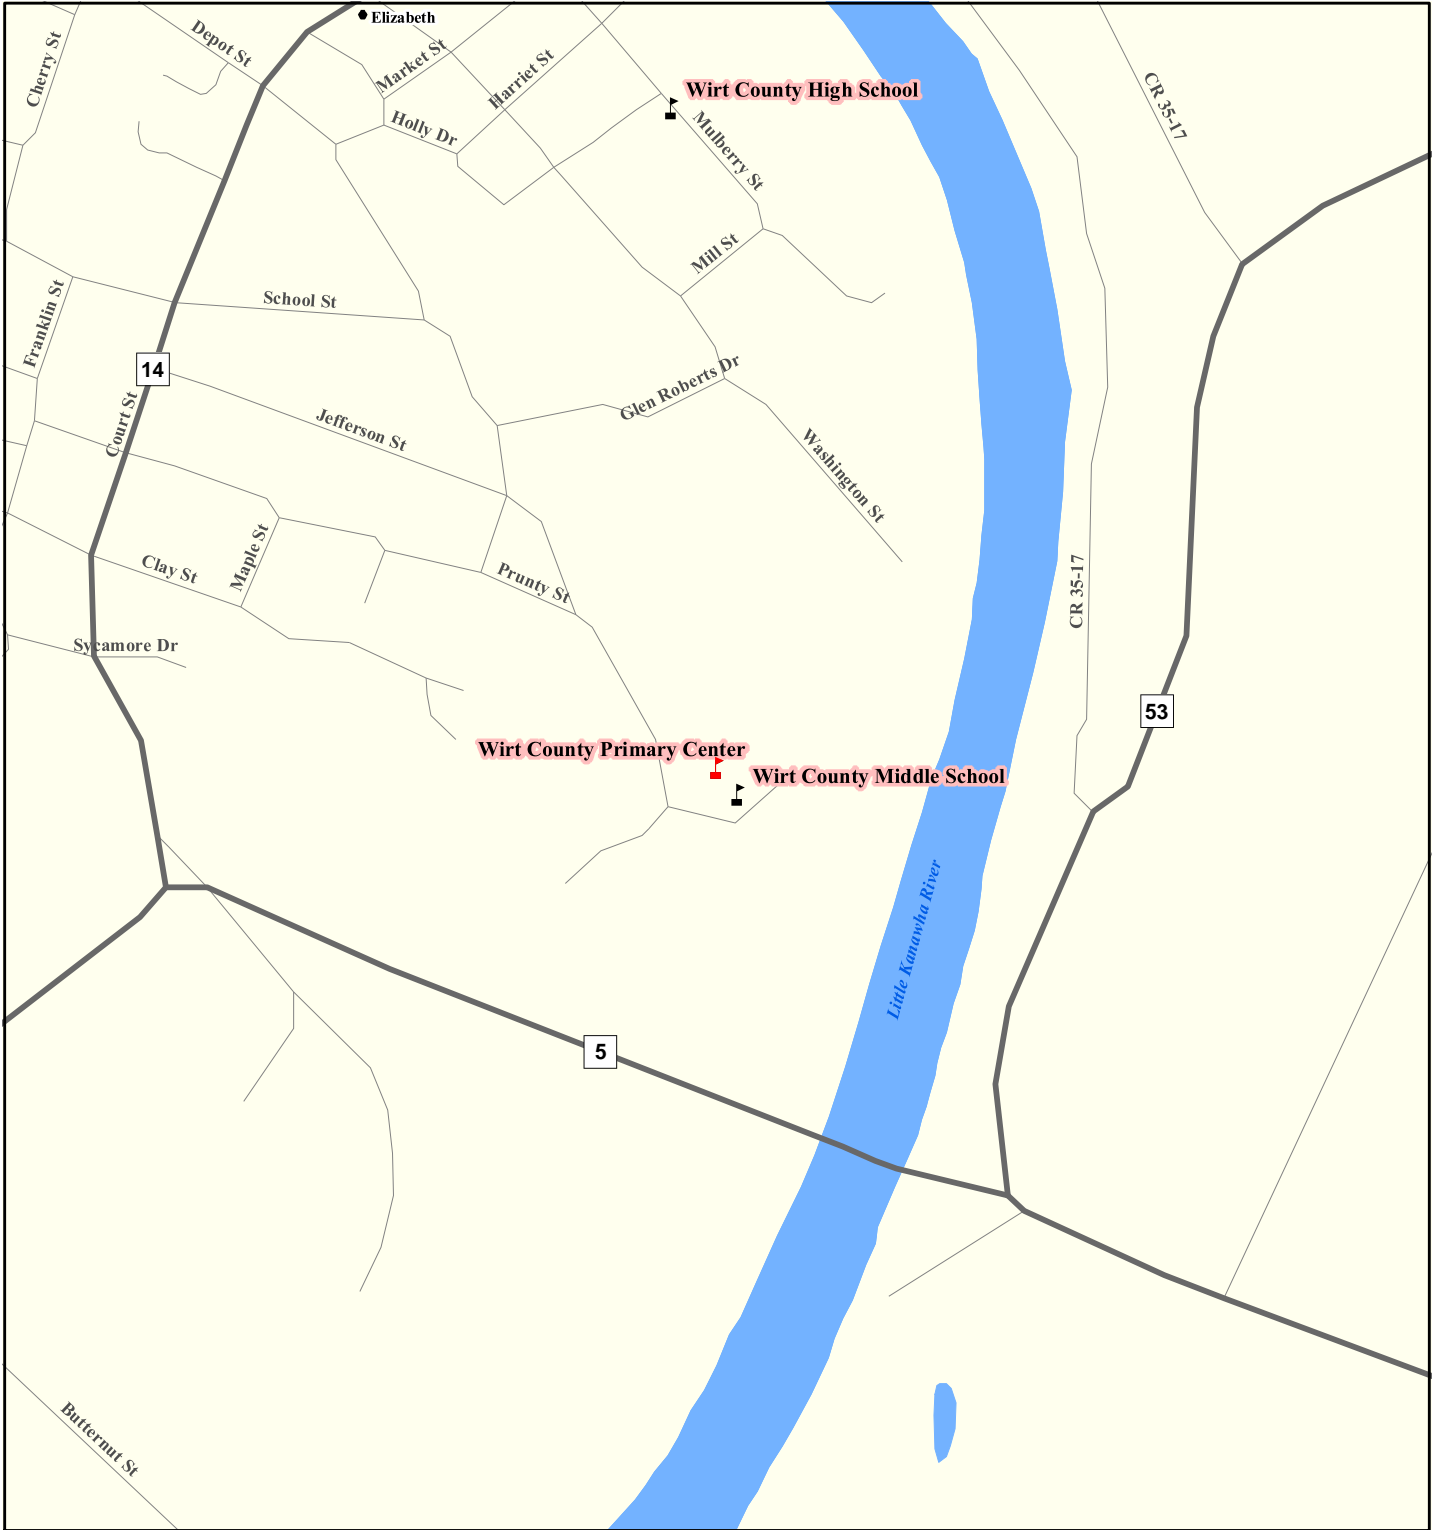 Elizabeth
Depot St
Cherry St
Market St
Harriet St
Wirt County High School
CR 35-17
Holly Dr
Mulberry St
Mill St
School St
Franklin St
14
Court St
Jefferson St
Glen Roberts Dr
Washington St
Clay St
Maple St
Prunty St
CR 35-17
Sycamore Dr
53
Wirt County Primary Center
Wirt County Middle School
Little Kanawha River
5
Butternut St